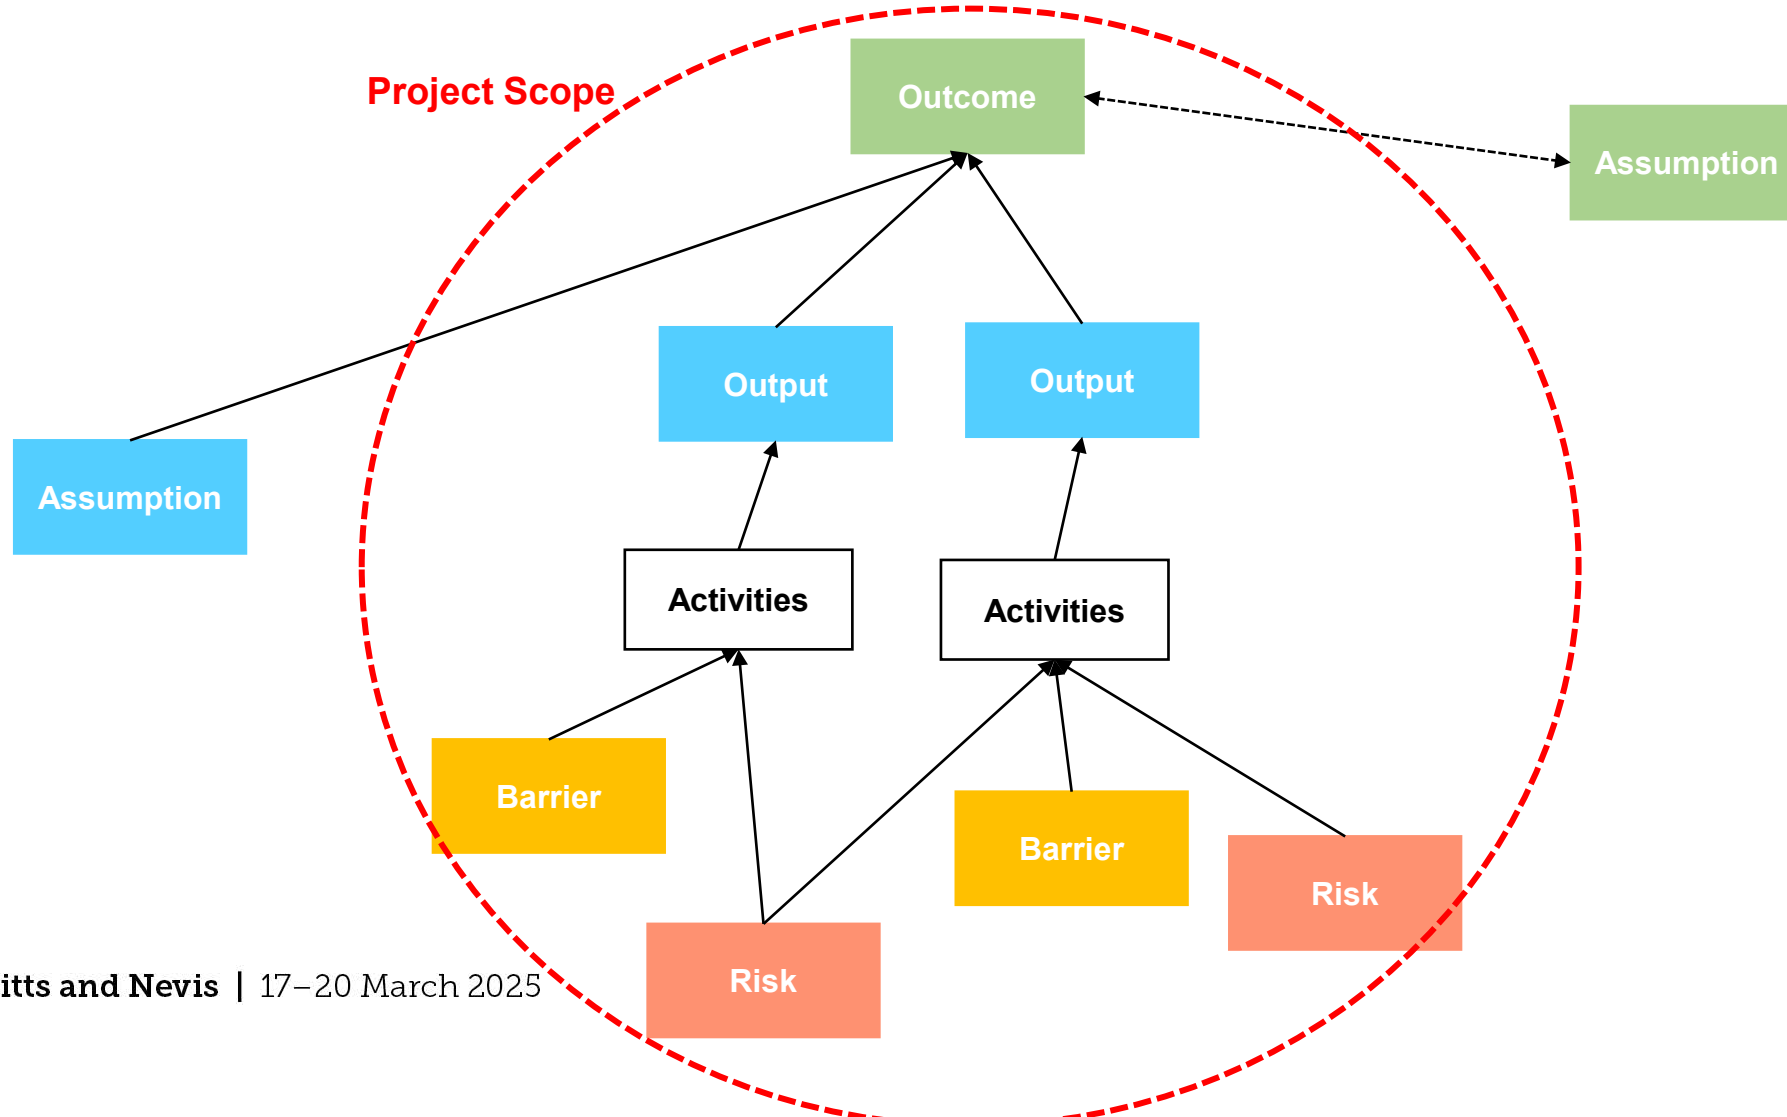 Project Scope
Outcome
Assumption
Output
Output
Assumption
Activities
Activities
Barrier
Barrier
Risk
Risk
itts and Nevis | 17–20 March 2025